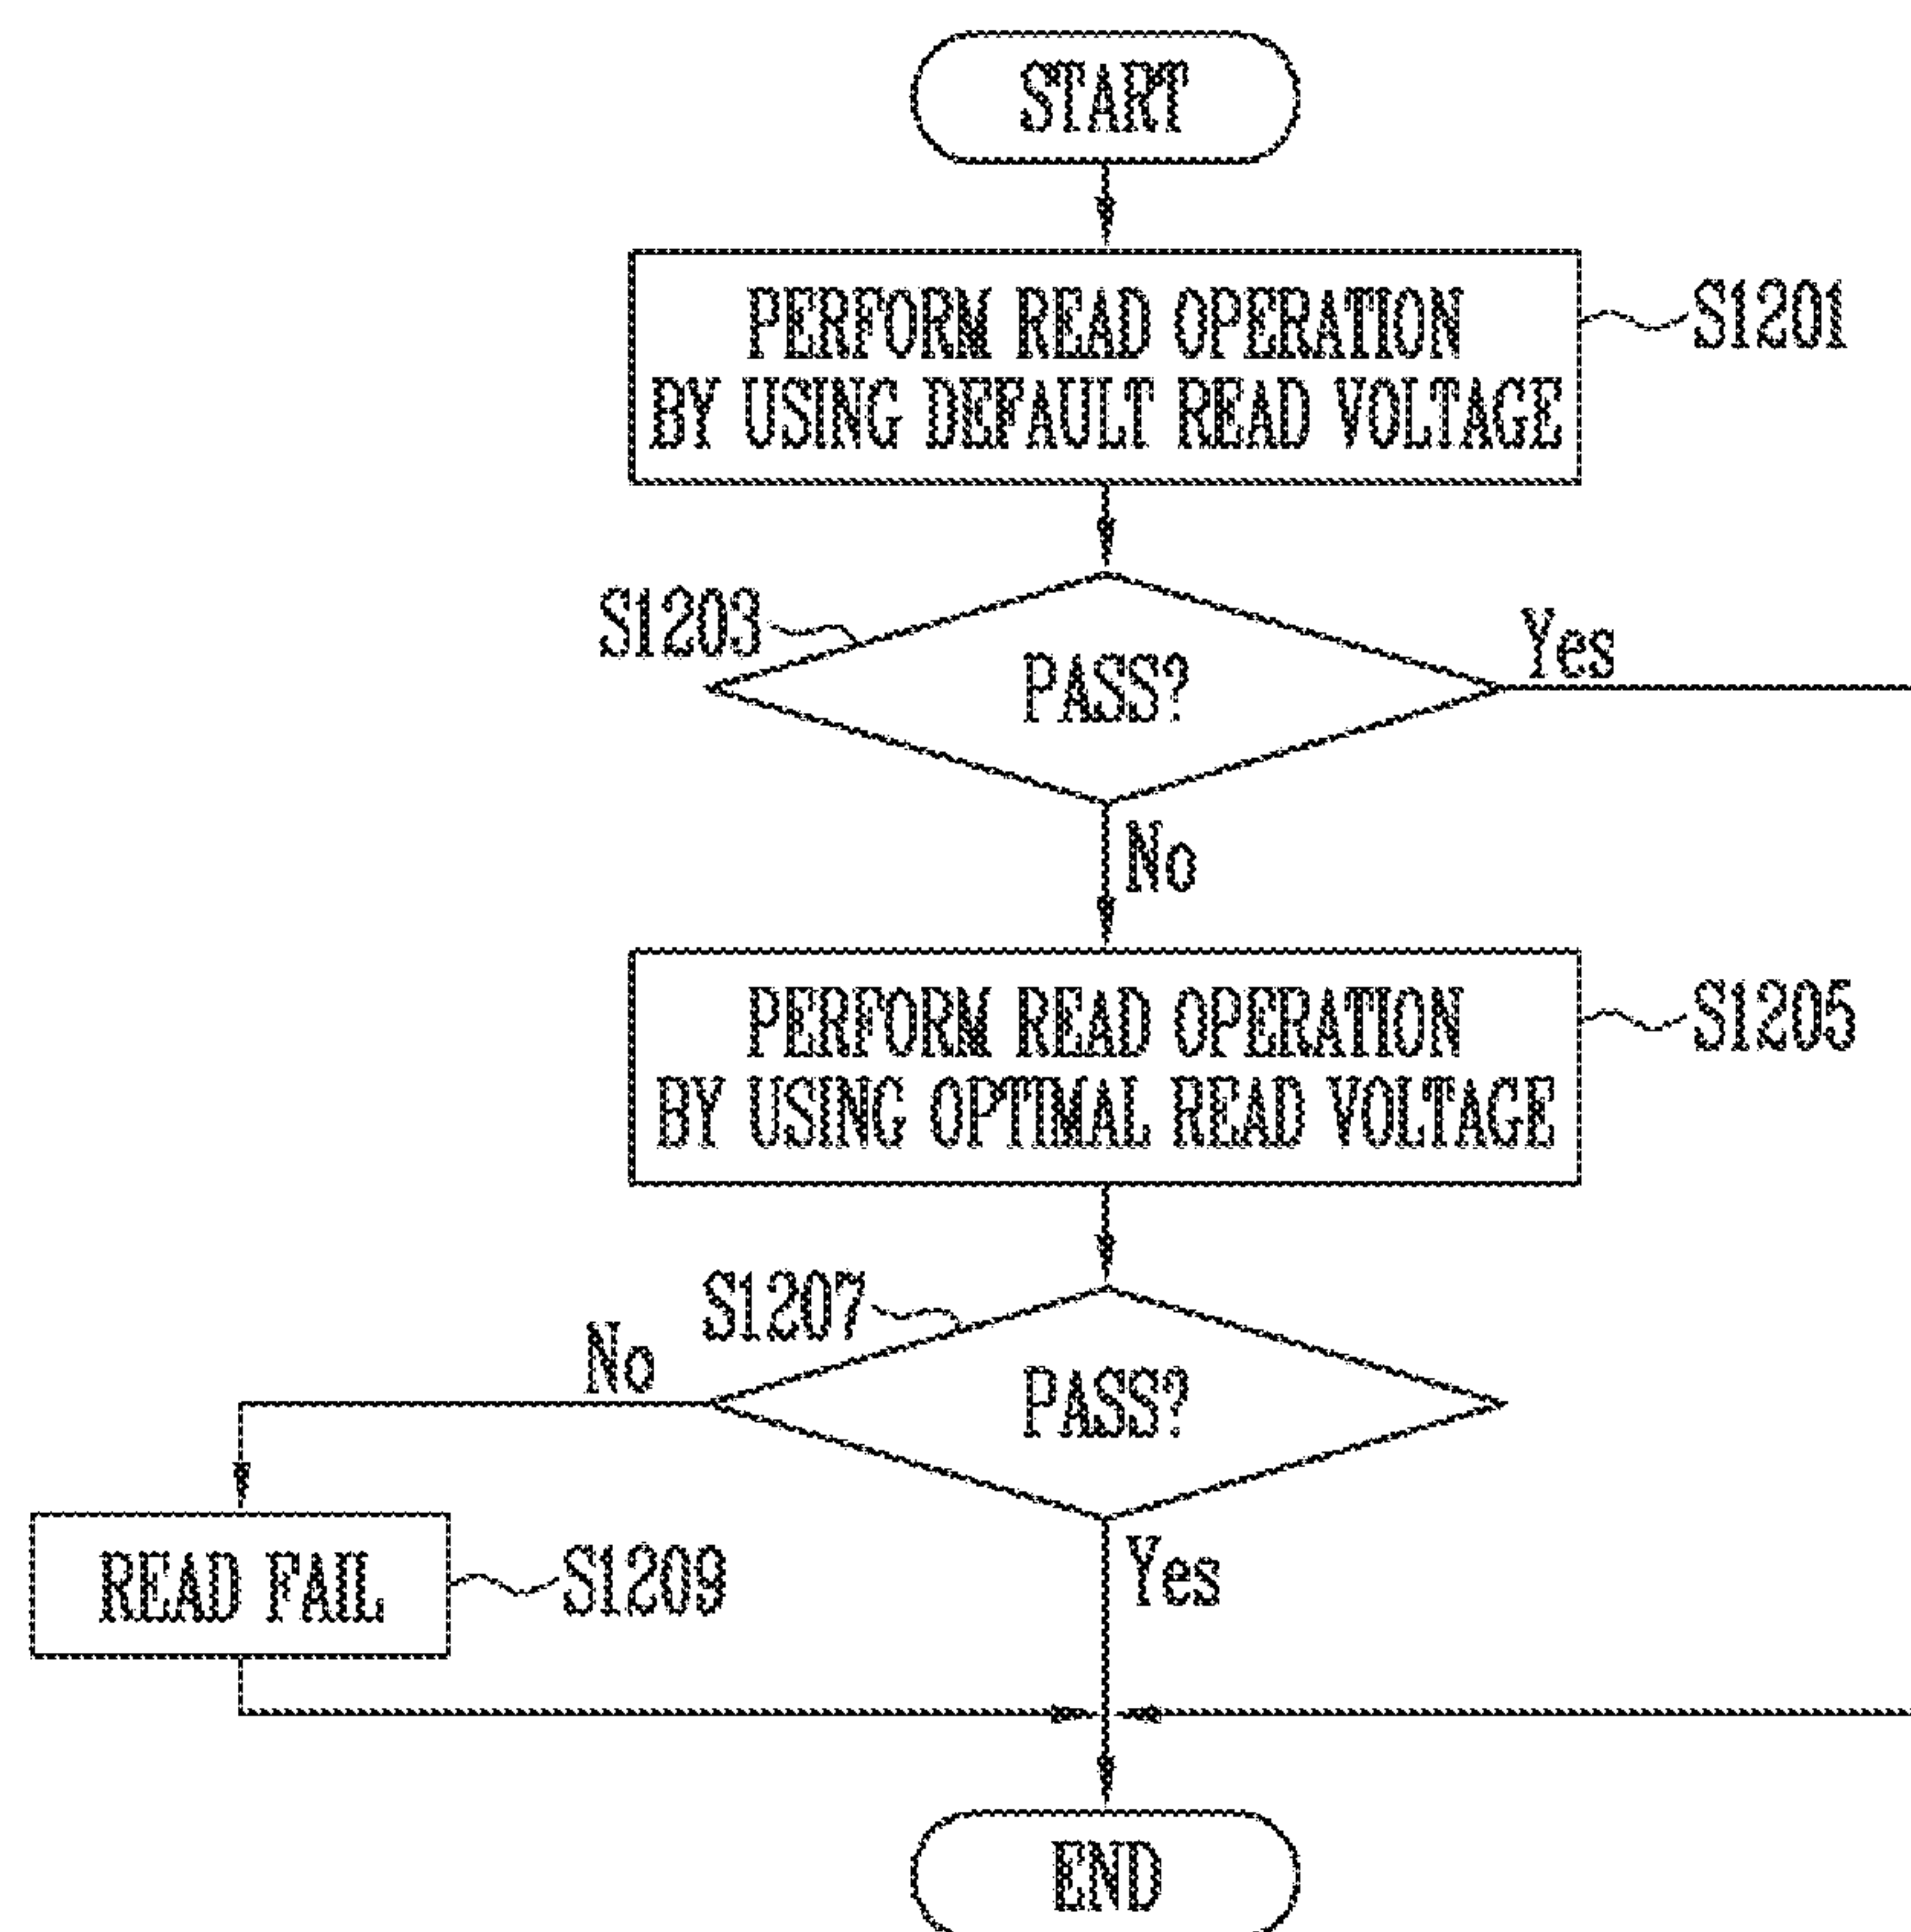 START
PERFORM READ OPERATION
BY USING DEFAULT READ VOLTAGE
S1201
S1203
PASS?
Yes
No
PERFORM READ OPERATION
BY USING OPTIMAL READ VOLTAGE
S1205
S1207
No
PASS?
Yes
READ FAIL
S1209
END